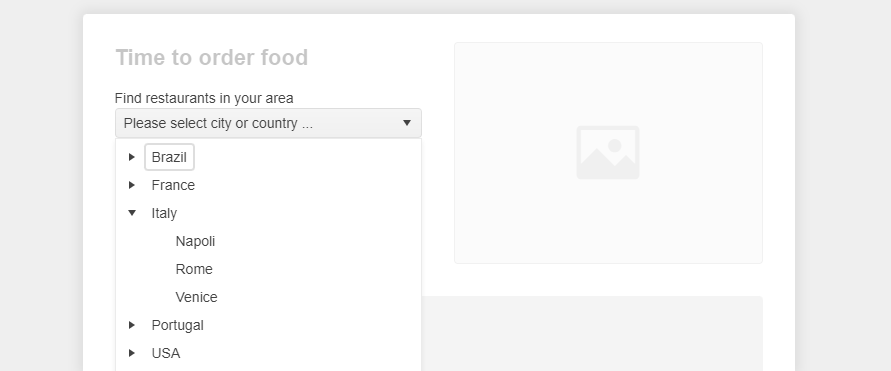 Time to order food
Find restaurants in your area
Please select city or country ...
Brazil
France
Italy
Napoli
Rome
Venice
Portugal
USA